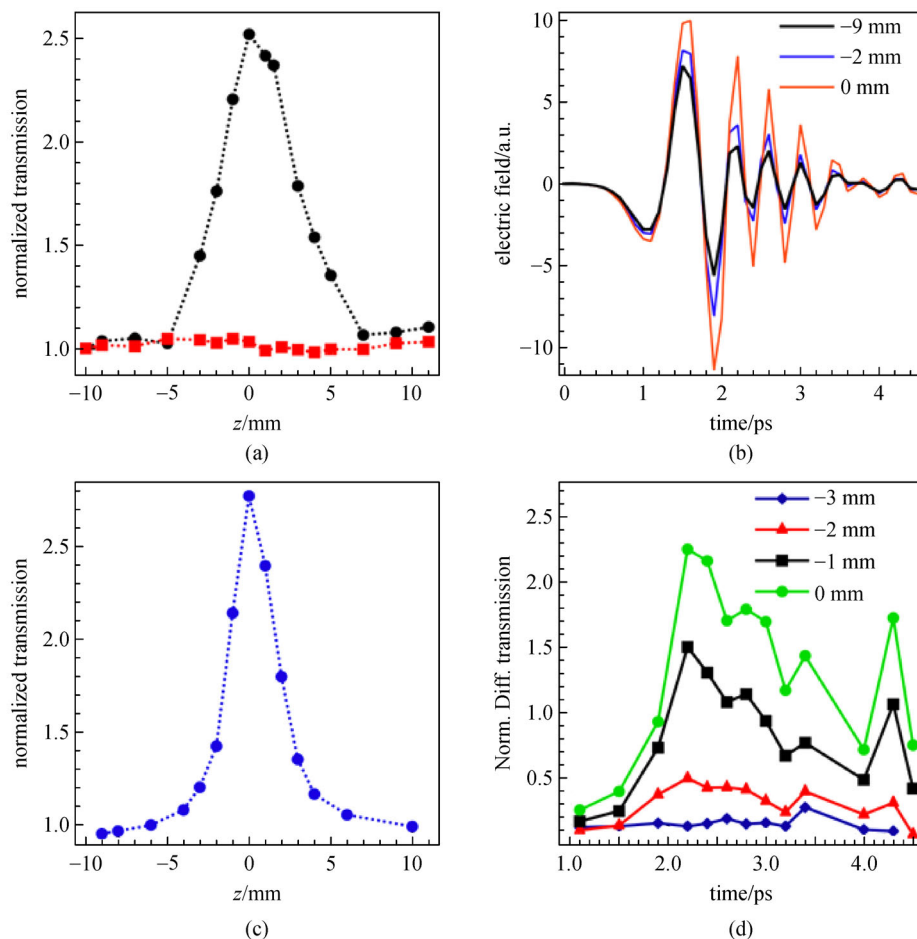 2.5
2.0
1.5
1.0
normalized transmission
−10 −5 0 5 10
z/mm
(a)
10
5
0
−5
−10
electric field/a.u.
−9 mm
−2 mm
0 mm
0 1 2 3 4
time/ps
(b)
2.5
2.0
1.5
1.0
normalized transmission
−10 −5 0 5 10
z/mm
(c)
2.5
2.0
1.5
1.0
0.5
Norm. Diff. transmission
−3 mm
−2 mm
−1 mm
0 mm
1.0 2.0 3.0 4.0
time/ps
(d)